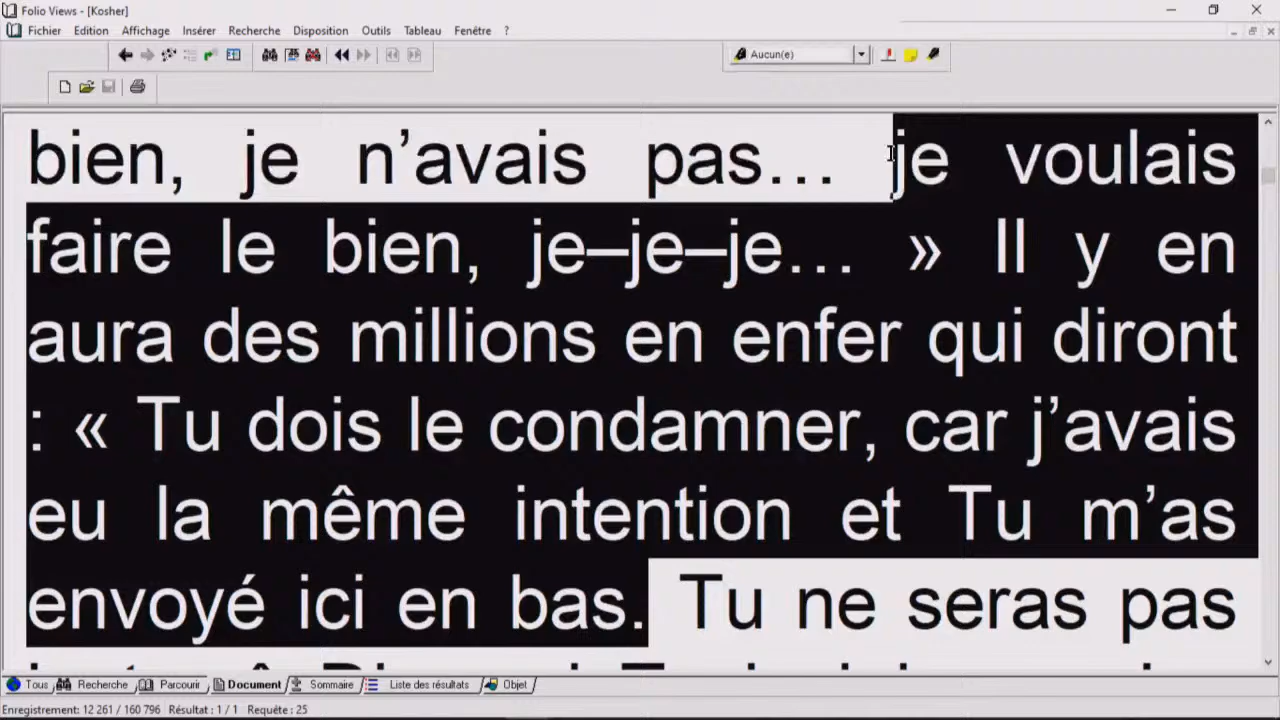 Folio Views - [Kosher]
Fichier Edition Affichage Insérer Recherche Disposition Outils Tableau Fenêtre ?
Aucun(e)
bien, je n’avais pas… je voulais
faire le bien, je–je–je… » Il y en
aura des millions en enfer qui diront
: « Tu dois le condamner, car j’avais
eu la même intention et Tu m’as
envoyé ici en bas. Tu ne seras pas
Tous Recherche Parcourir Document Sommaire Liste des résultats Objet
Enregistrement: 12 261 / 160 796 Résultat : 1 / 1 Requête : 25